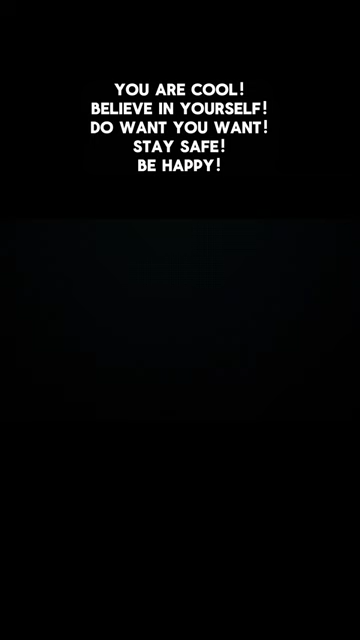 YOU ARE COOL!
BELIEVE IN YOURSELF!
DO WANT YOU WANT!
STAY SAFE!
BE HAPPY!